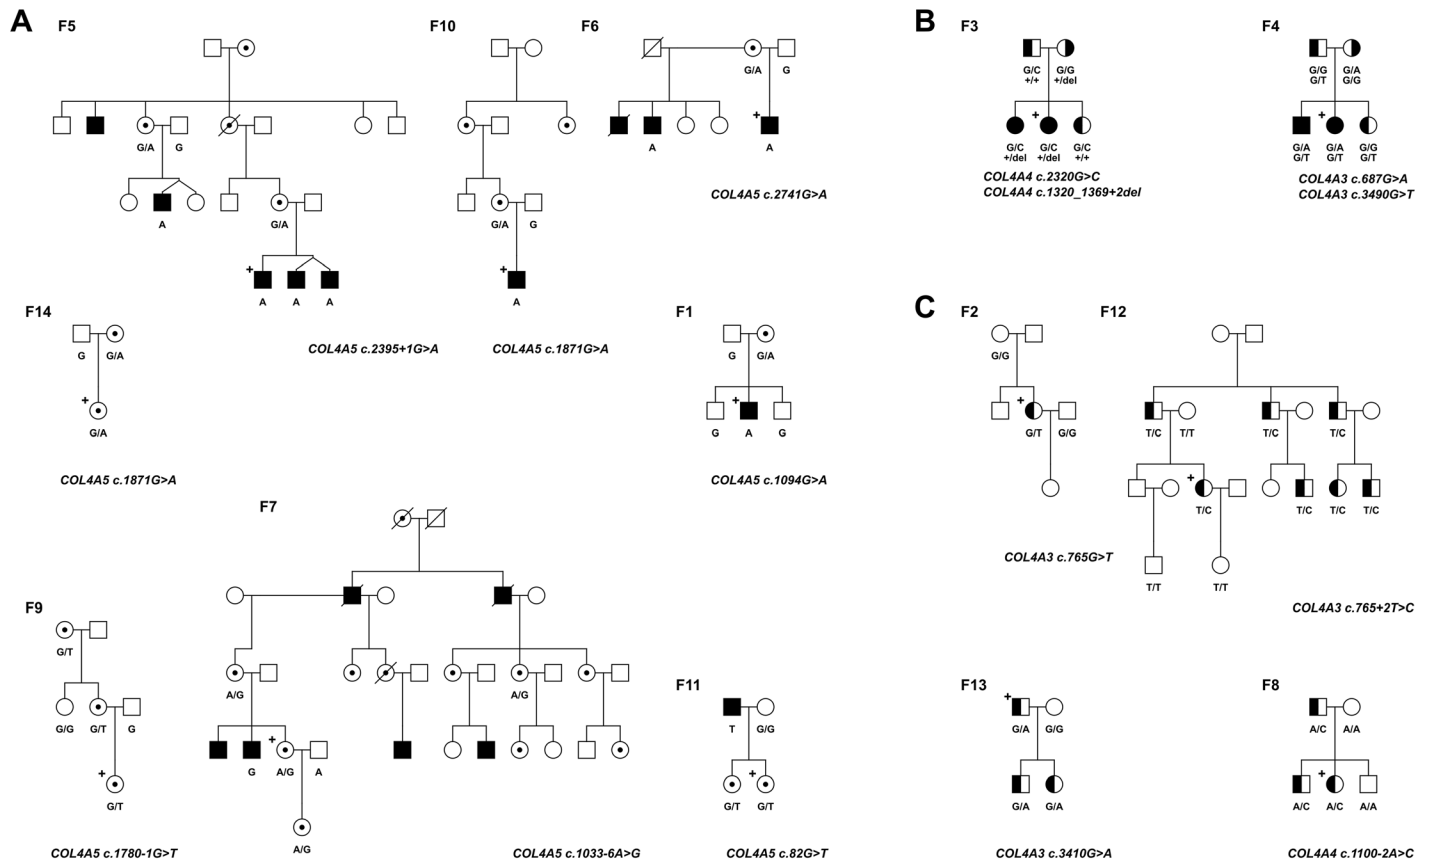 A
F5
F10
F6
G/A G
G/A G
A
A
COL4A5 c.2741G>A
A
G/A
G/A G
+
+
A A A
A
COL4A5 c.2395+1G>A
COL4A5 c.1871G>A
F14
G G/A
+
G/A
COL4A5 c.1871G>A
F1
G G/A
+
G A G
COL4A5 c.1094G>A
F7
A/G
A/G
+
G A/G A
A/G
COL4A5 c.1033-6A>G
F9
G/T
G/G G/T G
+
G/T
COL4A5 c.1780-1G>T
F11
T G/G
+
G/T G/T
COL4A5 c.82G>T
B
F3
G/C G/G
+/+ +/del
+
G/C G/C G/C
+/del +/del +/+
COL4A4 c.2320G>C
COL4A4 c.1320_1369+2del
F4
G/G G/A
G/T G/G
+
G/A G/A G/G
G/T G/T G/T
COL4A3 c.687G>A
COL4A3 c.3490G>T
C
F2
G/G
+
G/T G/G
COL4A3 c.765G>T
F12
T/C T/T T/C T/C
+
T/C T/C T/C T/C
T/T T/T
COL4A3 c.765+2T>C
F13
+
G/A G/G
G/A G/A
COL4A3 c.3410G>A
F8
A/C A/A
+
A/C A/C A/A
COL4A4 c.1100-2A>C